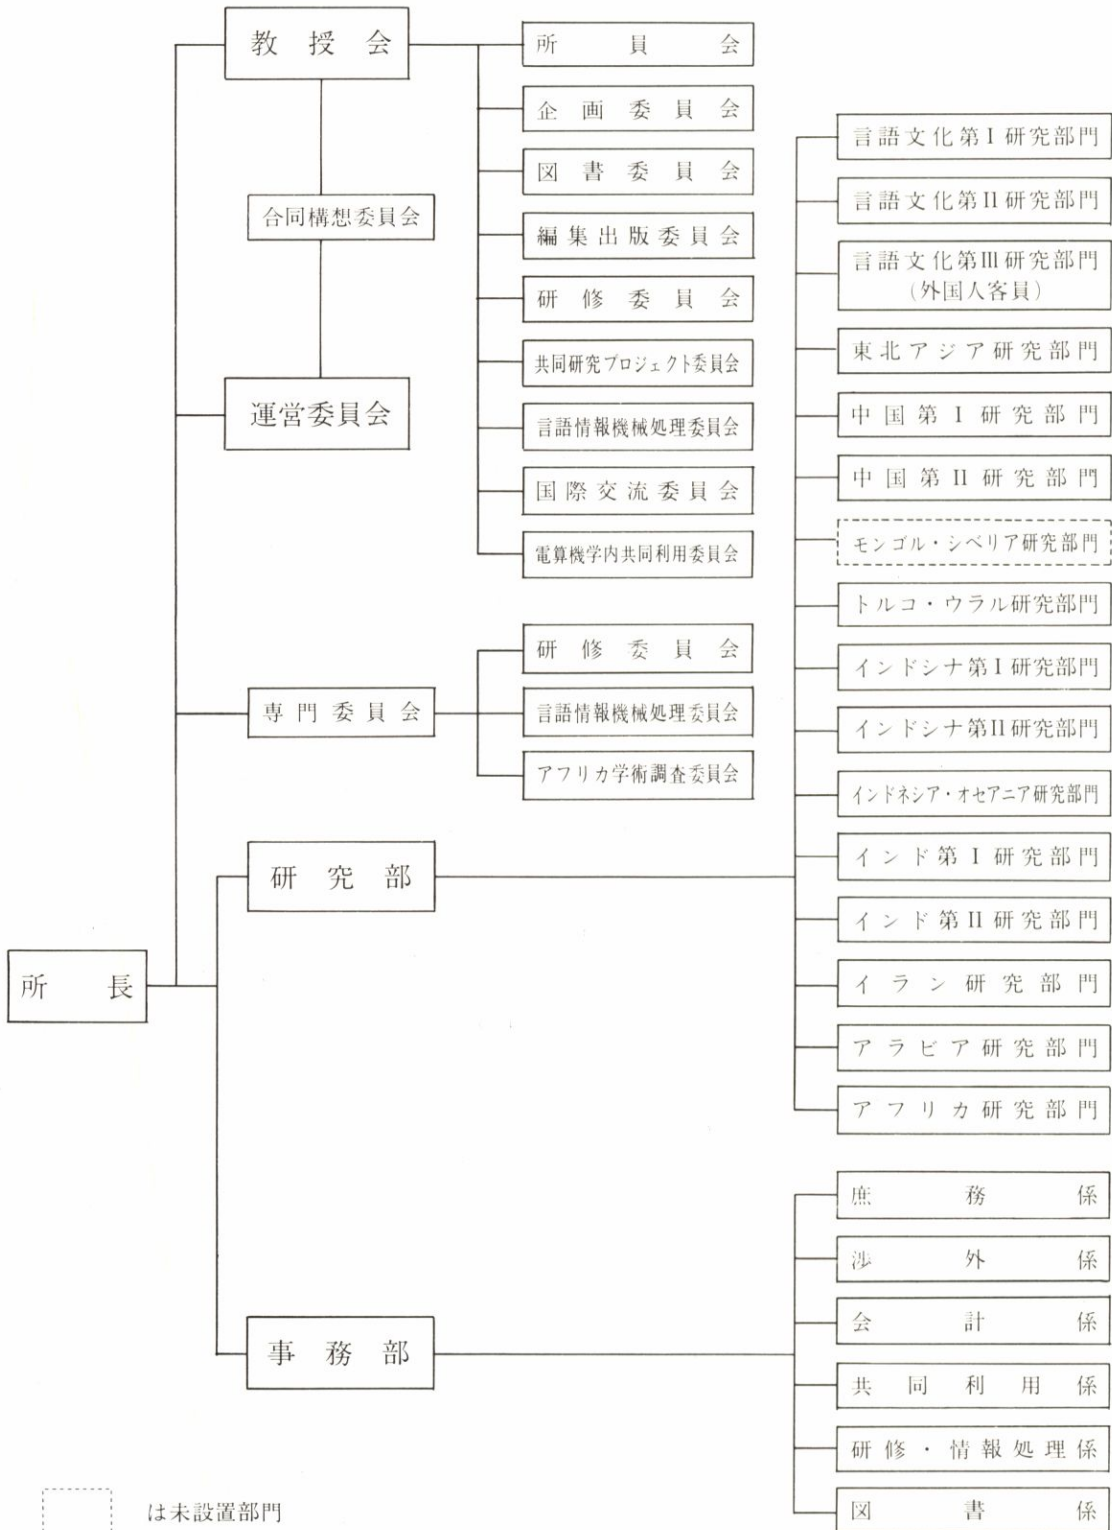 教授会
所員会
企画委員会
図書委員会
編集出版委員会
研修委員会
共同研究プロジェクト委員会
言語情報機械処理委員会
国際交流委員会
電算機学内共同利用委員会
合同構想委員会
運営委員会
専門委員会
研修委員会
言語情報機械処理委員会
アフリカ学術調査委員会
所長
研究部
言語文化第I研究部門
言語文化第II研究部門
言語文化第III研究部門
(外国人客員)
東北アジア研究部門
中国第I研究部門
中国第II研究部門
モンゴル・シベリア研究部門
トルコ・ウラル研究部門
インドシナ第I研究部門
インドシナ第II研究部門
インドネシア・オセアニア研究部門
インド第I研究部門
インド第II研究部門
イラン研究部門
アラビア研究部門
アフリカ研究部門
事務部
庶務係
渉外係
会計係
共同利用係
研修・情報処理係
図書係
は未設置部門